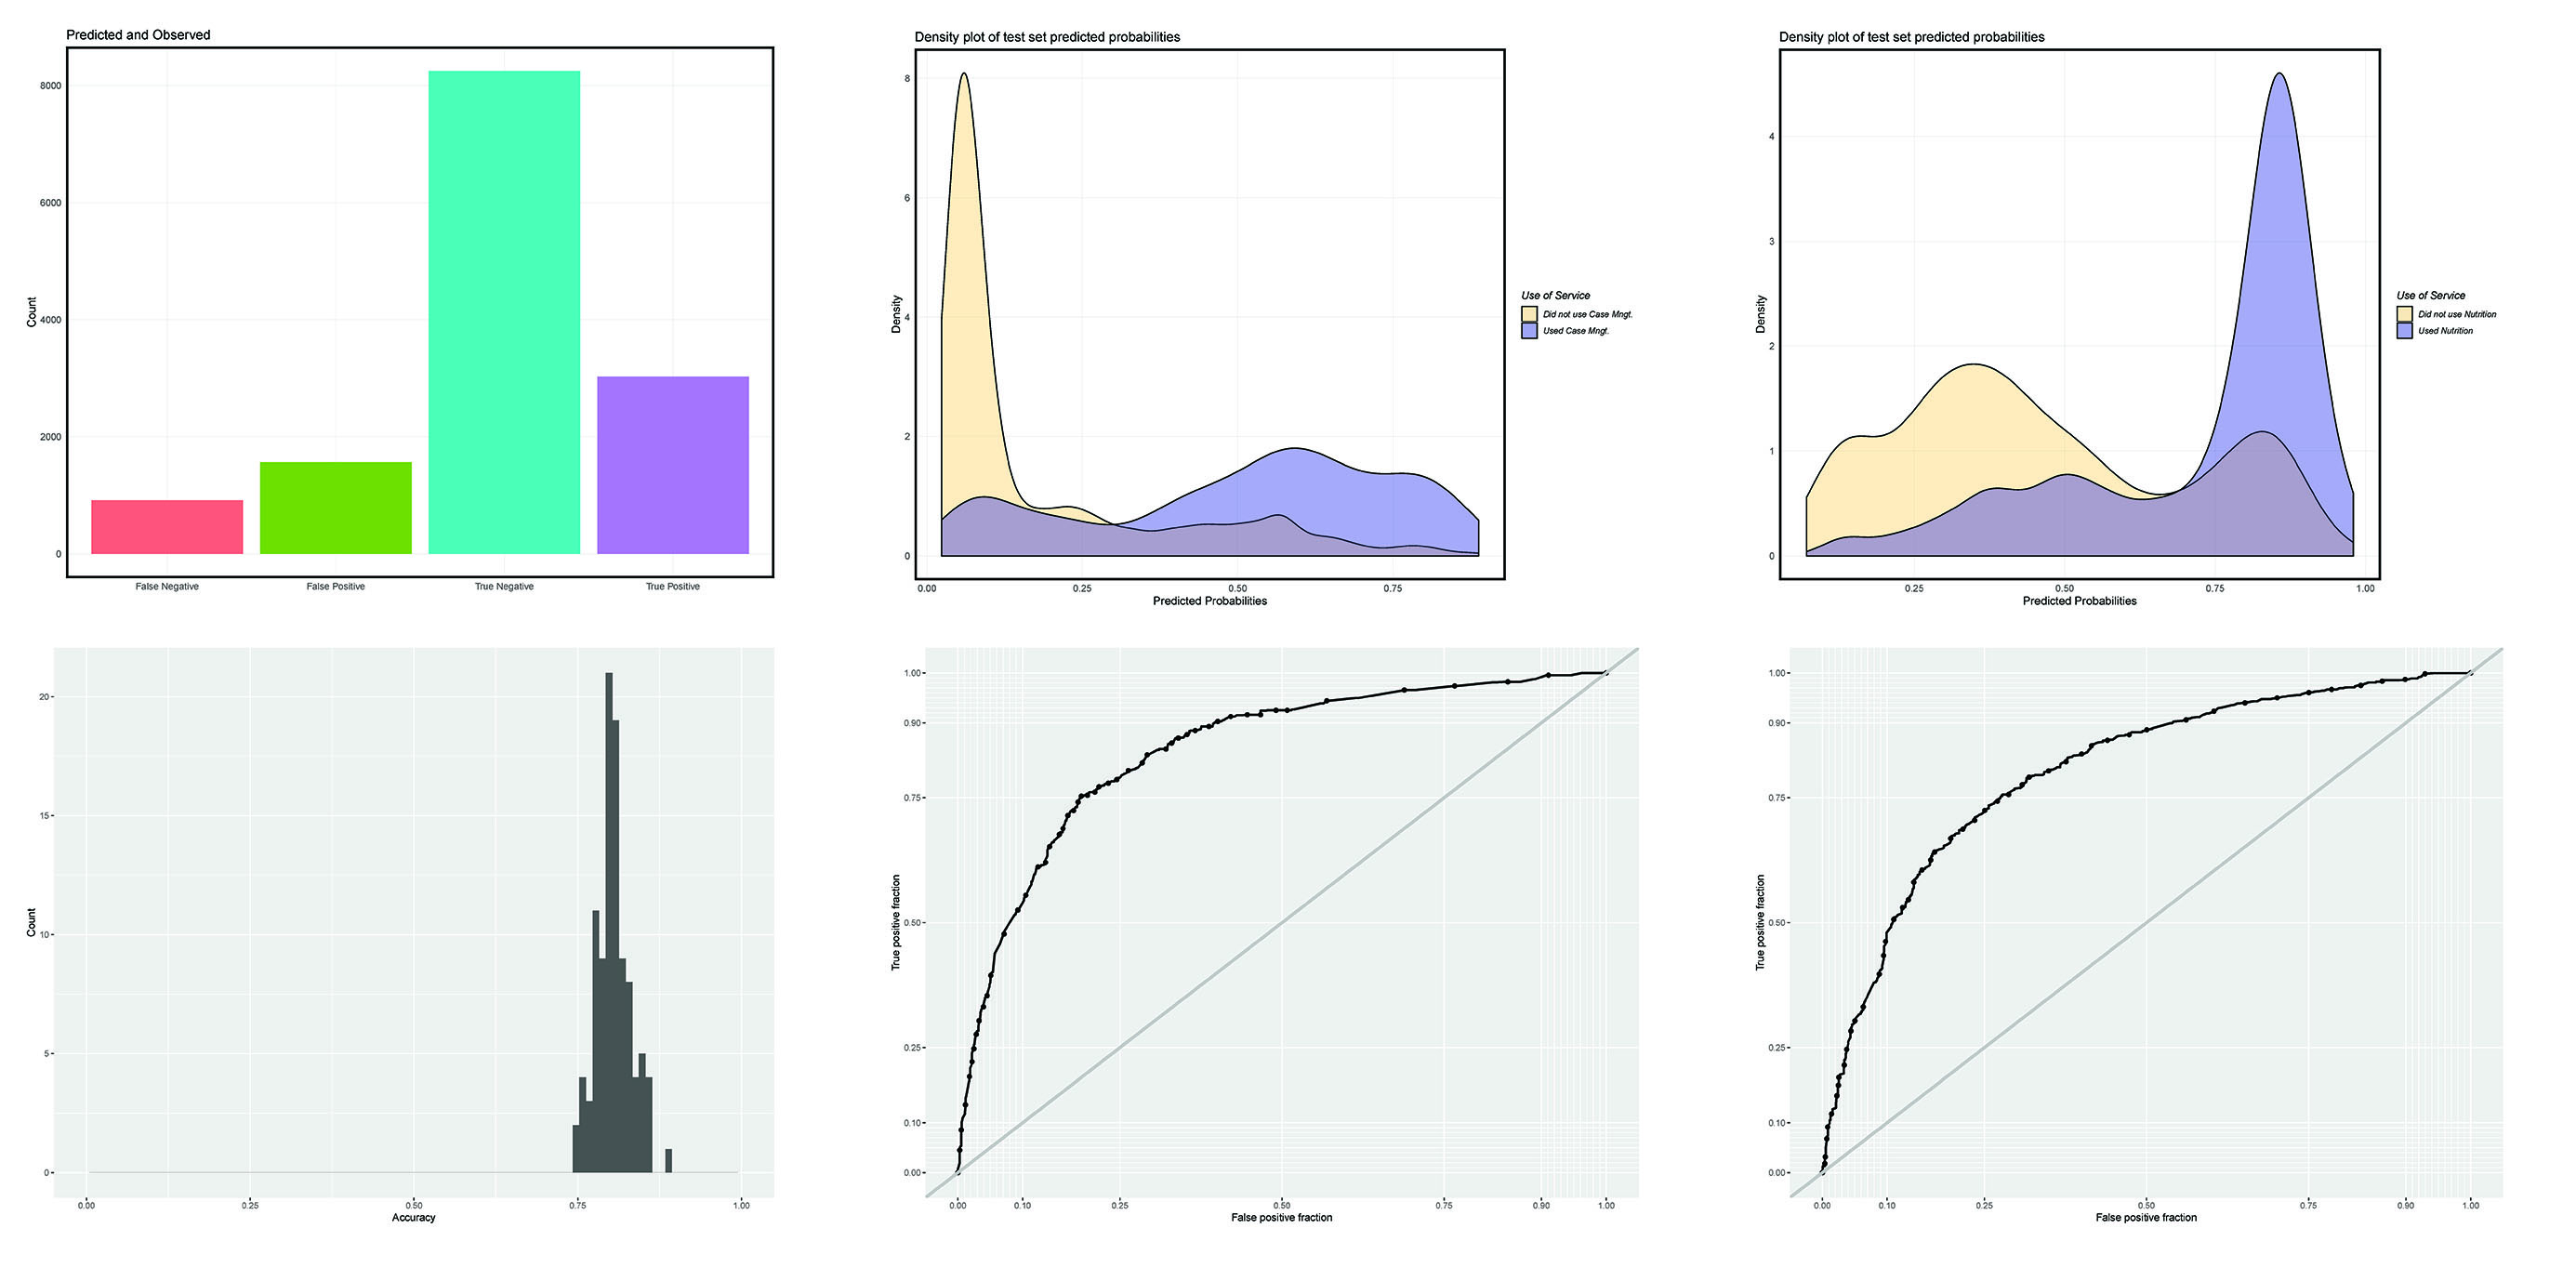 Predicted and Observed
Count
8000
6000
4000
2000
0
False Negative
False Positive
True Negative
True Positive
Density plot of test set predicted probabilities
Density
8
6
4
2
0
0.00
0.25
0.50
0.75
Predicted Probabilities
Use of Service
Did not use Case Mngt.
Used Case Mngt.
Density plot of test set predicted probabilities
Density
4
3
2
1
0
0.25
0.50
0.75
1.00
Predicted Probabilities
Use of Service
Did not use Nutrition
Used Nutrition
Count
20
15
10
5
0
0.00
0.25
0.50
0.75
1.00
Accuracy
True positive fraction
1.00
0.90
0.75
0.50
0.25
0.10
0.00
0.00
0.10
0.25
0.50
0.75
0.90
1.00
False positive fraction
True positive fraction
1.00
0.90
0.75
0.50
0.25
0.10
0.00
0.00
0.10
0.25
0.50
0.75
0.90
1.00
False positive fraction